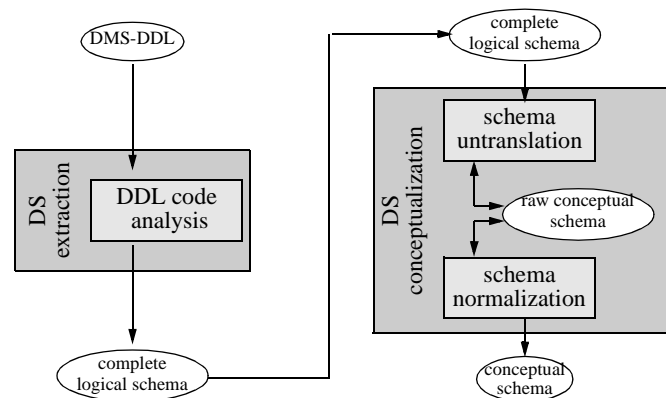 DMS-DDL
DS
extraction
DDL code
analysis
complete
logical schema
complete
logical schema
DS
conceptualization
schema
untranslation
raw conceptual
schema
schema
normalization
conceptual
schema